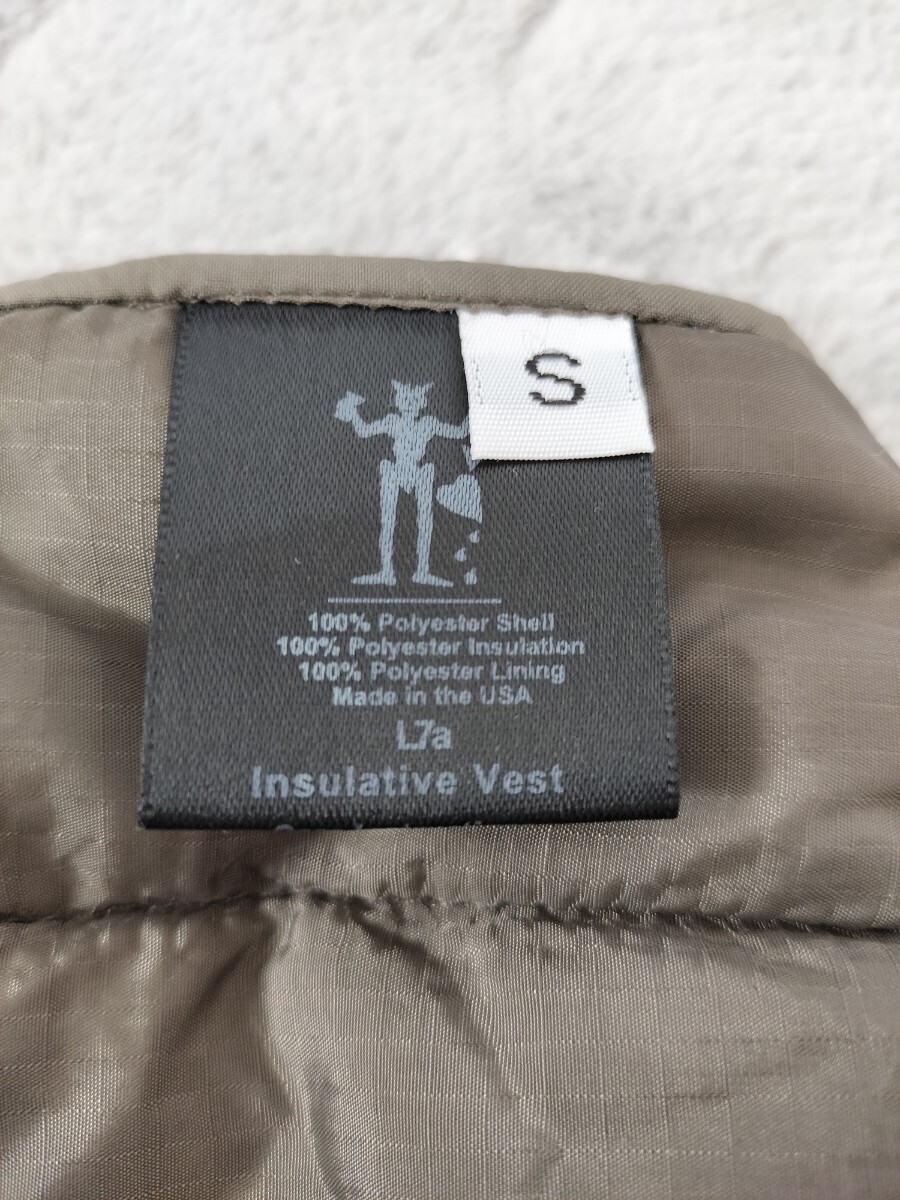 S
100% Polyester Shell
100% Polyester Insulation
100% Polyester Lining
Made in the USA
L7a
Insulative Vest